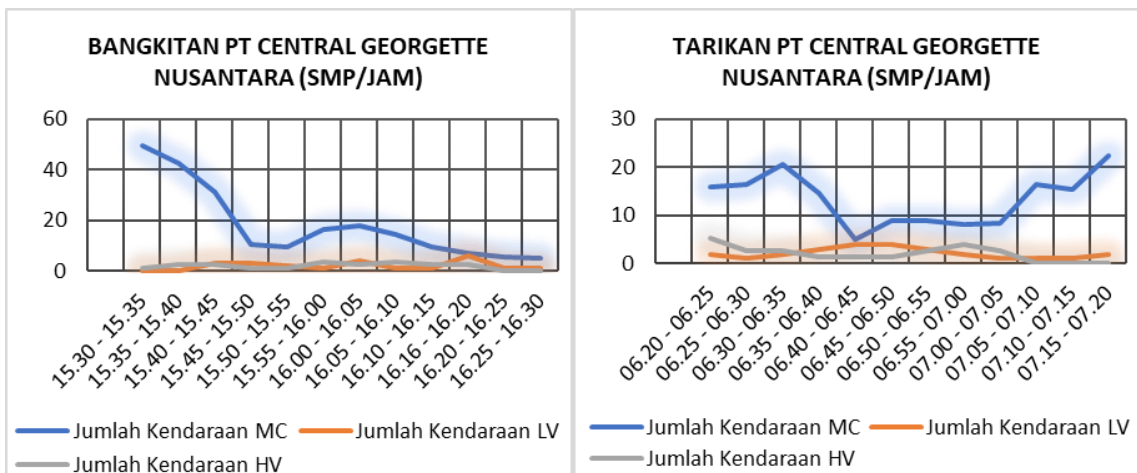 BANGKITAN PT CENTRAL GEORGETTE
NUSANTARA (SMP/JAM)
60
40
20
0
15.30 - 15.35
15.35 - 15.40
15.40 - 15.45
15.45 - 15.50
15.50 - 15.55
15.55 - 16.00
16.00 - 16.05
16.05 - 16.10
16.10 - 16.15
16.16 - 16.20
16.20 - 16.25
16.25 - 16.30
Jumlah Kendaraan MC
Jumlah Kendaraan LV
Jumlah Kendaraan HV
TARIKAN PT CENTRAL GEORGETTE
NUSANTARA (SMP/JAM)
30
20
10
0
06.20 - 06.25
06.25 - 06.30
06.30 - 06.35
06.35 - 06.40
06.40 - 06.45
06.45 - 06.50
06.50 - 06.55
06.55 - 07.00
07.00 - 07.05
07.05 - 07.10
07.10 - 07.15
07.15 - 07.20
Jumlah Kendaraan MC
Jumlah Kendaraan LV
Jumlah Kendaraan HV